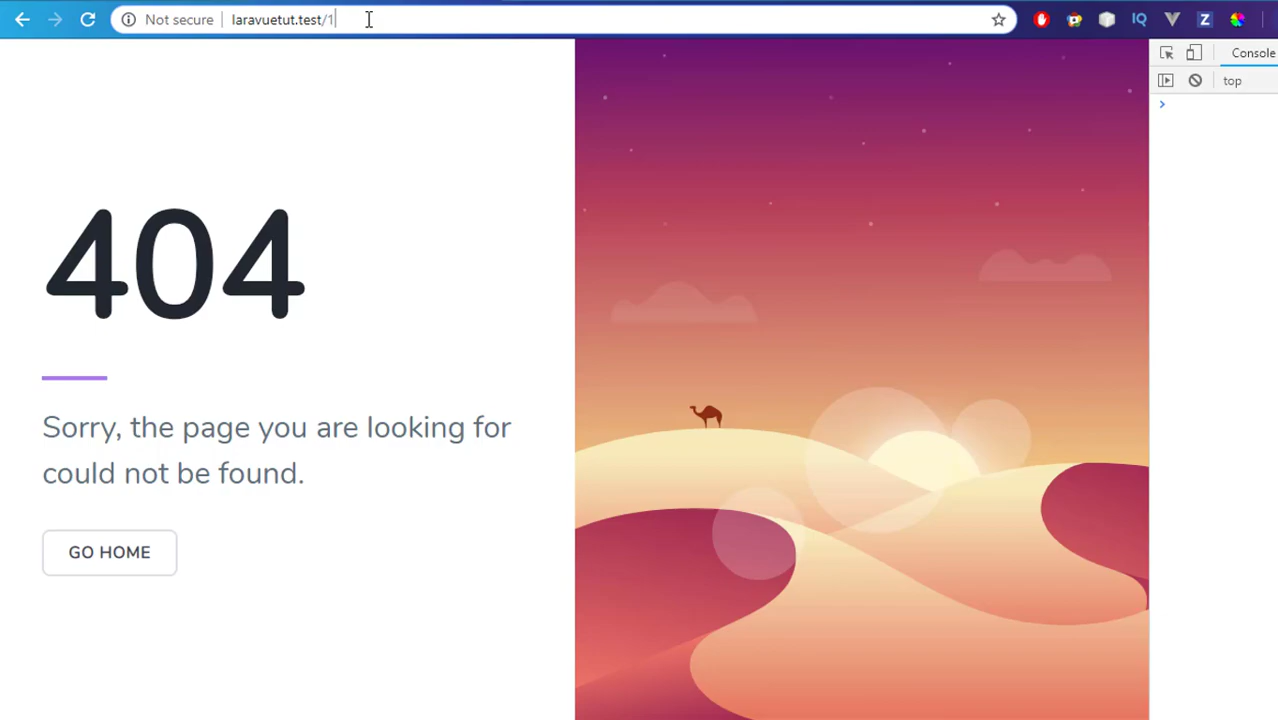 Not secure laravuetut.test/1
IQ
Z
Console
top
404
Sorry, the page you are looking for
could not be found.
GO HOME